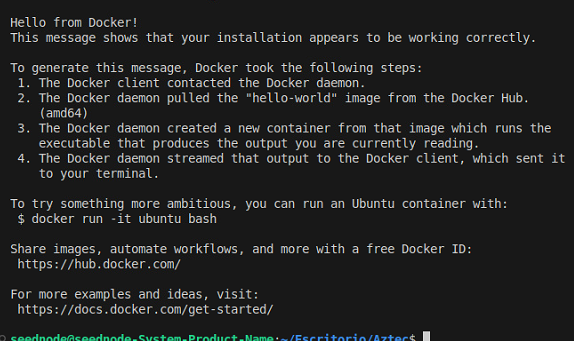 Hello from Docker!
This message shows that your installation appears to be working correctly.
To generate this message, Docker took the following steps:
1. The Docker client contacted the Docker daemon.
2. The Docker daemon pulled the "hello-world" image from the Docker Hub.
(amd64)
3. The Docker daemon created a new container from that image which runs the
executable that produces the output you are currently reading.
4. The Docker daemon streamed that output to the Docker client, which sent it
to your terminal.
To try something more ambitious, you can run an Ubuntu container with:
$ docker run -it ubuntu bash
Share images, automate workflows, and more with a free Docker ID:
https://hub.docker.com/
For more examples and ideas, visit:
https://docs.docker.com/get-started/
seednode@seednode-System-Product-Name:~/Escritorio/Aztec$